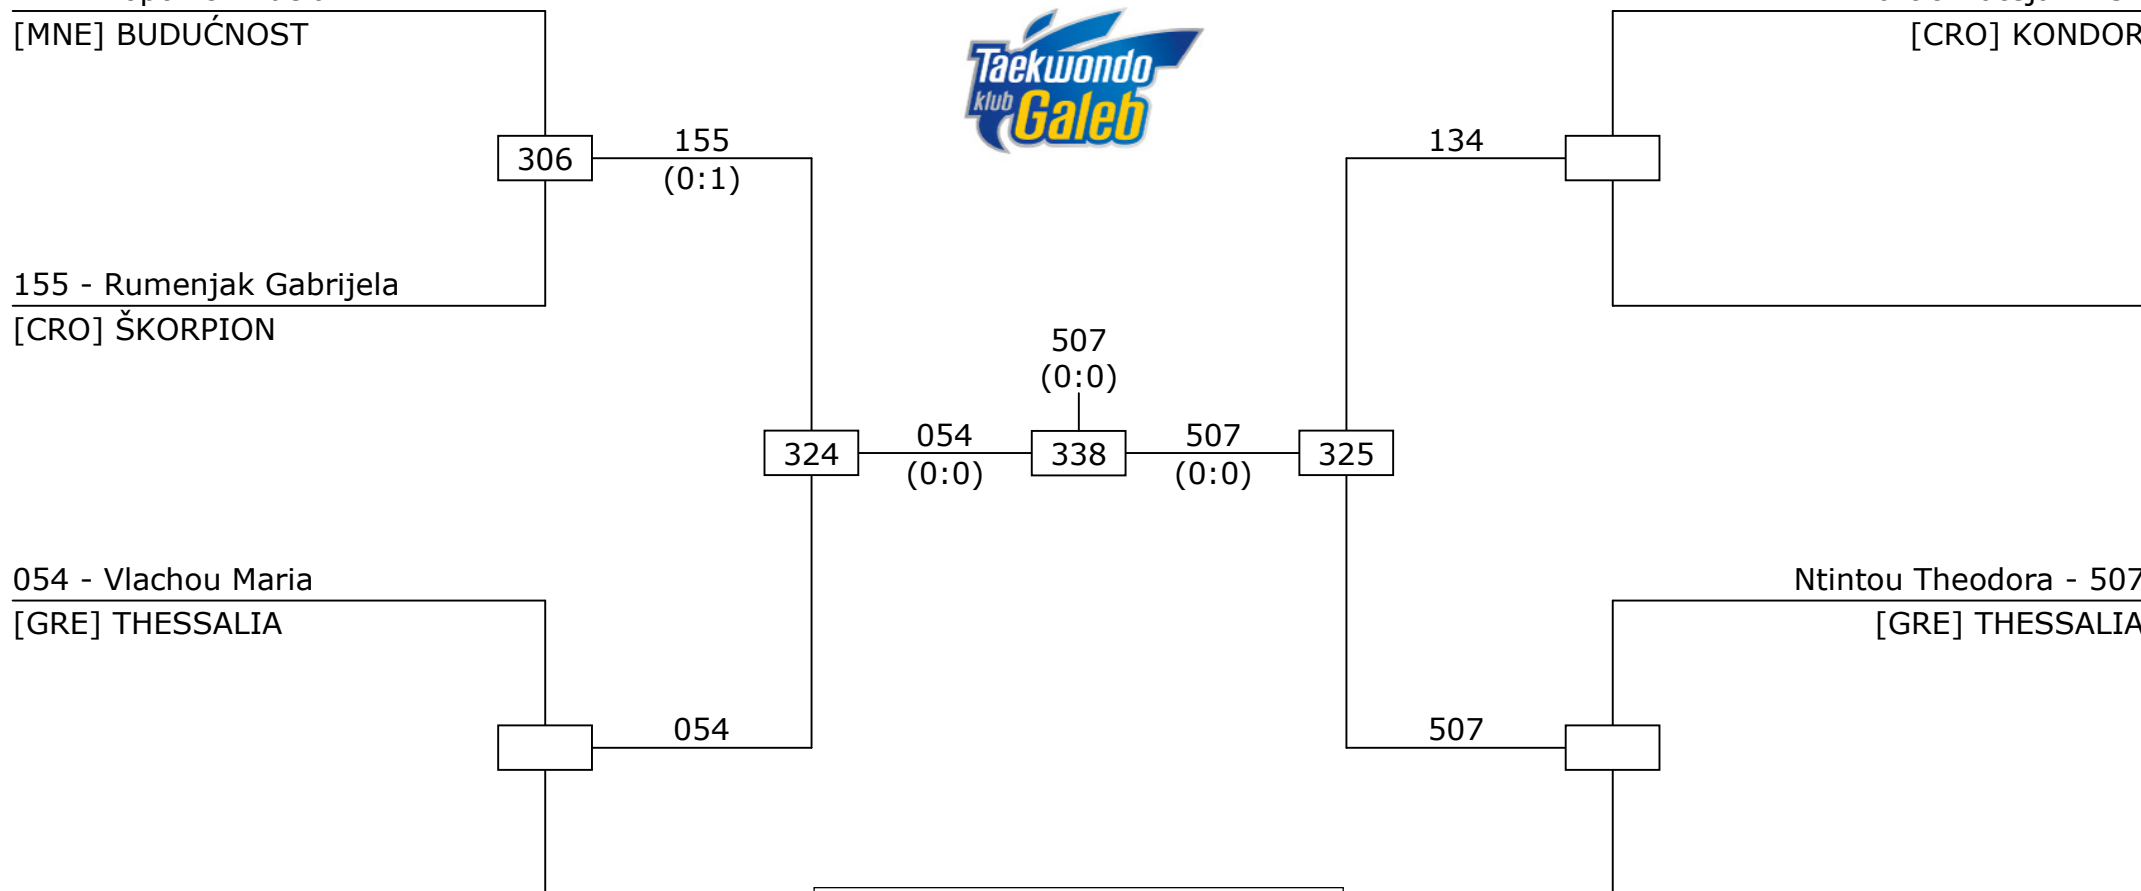 [MNE] BUDUĆNOST
[CRO] KONDOR
Taekwondo
klub Galeb
306
155
(0:1)
134
155 - Rumenjak Gabrijela
[CRO] ŠKORPION
507
(0:0)
324
054
(0:0)
338
507
(0:0)
325
054 - Vlachou Maria
[GRE] THESSALIA
Ntintou Theodora - 507
[GRE] THESSALIA
054
507